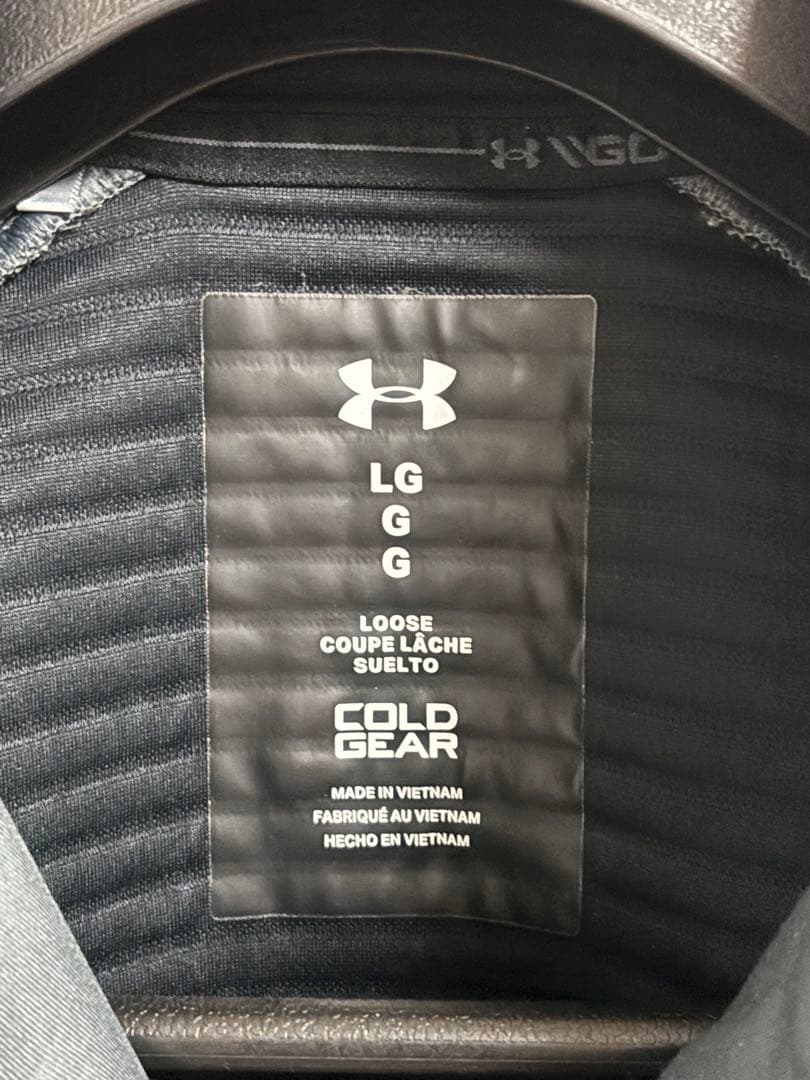 LG
G
G
LOOSE
COUPE LÂCHE
SUELTO
COLD
GEAR
MADE IN VIETNAM
FABRIQUÉ AU VIETNAM
HECHO EN VIETNAM